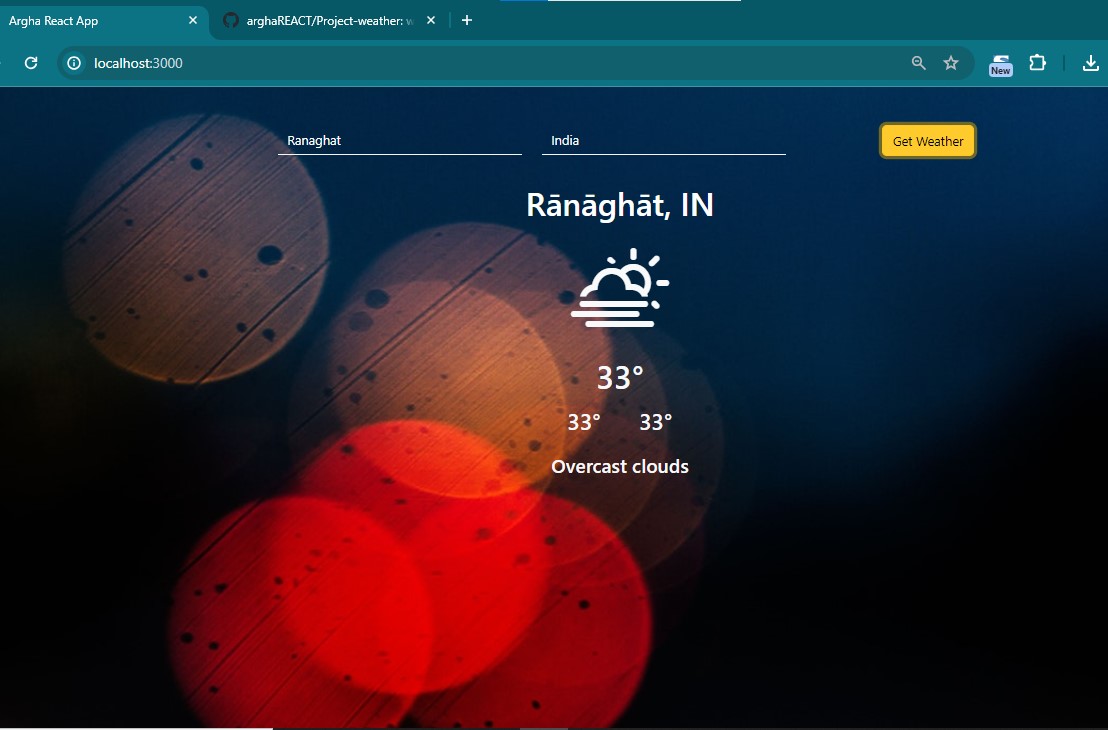 Argha React App
arghaREACT/Project-weather:
localhost:3000
New
Ranaghat
India
Get Weather
Rānāghāt, IN
33°
33° 33°
Overcast clouds